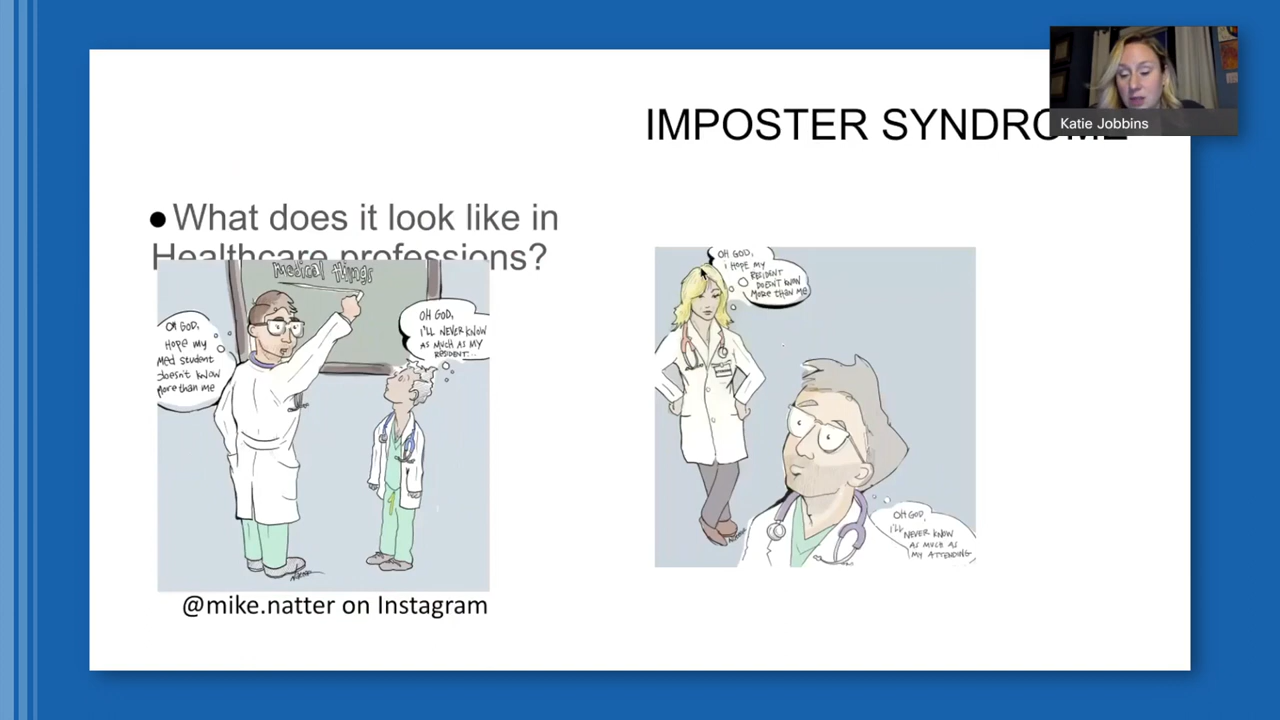 Katie Jobbins
IMPOSTER SYNDROME
●What does it look like in
Healthcare professions?
Medical things
OH GOD,
HOPE MY
MED STUDENT
DOESN'T KNOW
MORE THAN ME
OH GOD,
I'LL NEVER KNOW
AS MUCH AS MY
RESIDENT...
@mike.natter on Instagram
OH GOD,
I HOPE MY
RESIDENT
DOESN'T KNOW
MORE THAN ME
OH GOD,
I'LL
NEVER KNOW
AS MUCH AS
MY ATTENDING